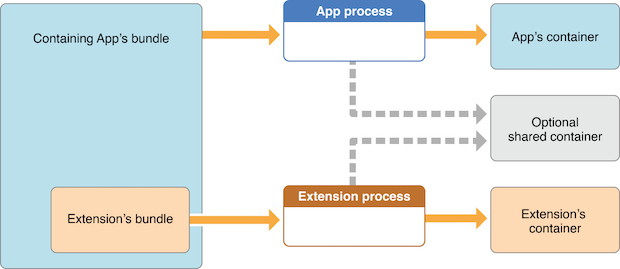 Containing App's bundle
App process
App's container
Optional
shared container
Extension's bundle
Extension process
Extension's
container